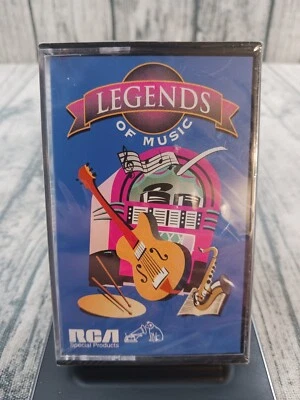 LEGENDS
OF MUSIC
RCA
Special Products